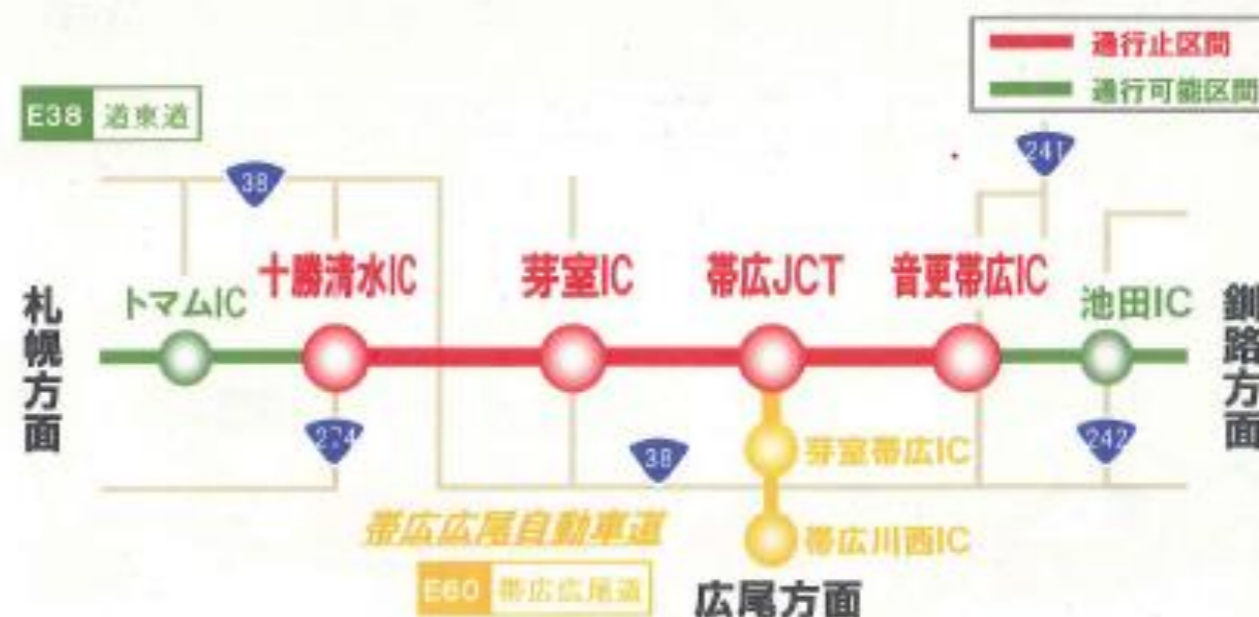 通行止区間
通行可能区間
E38 道東道
241
38
十勝清水IC
芽室IC
帯広JCT
音更帯広IC
トマムIC
池田IC
札幌方面
釧路方面
274
38
242
芽室帯広IC
帯広広尾自動車道
帯広川西IC
E60 帯広広尾道
広尾方面